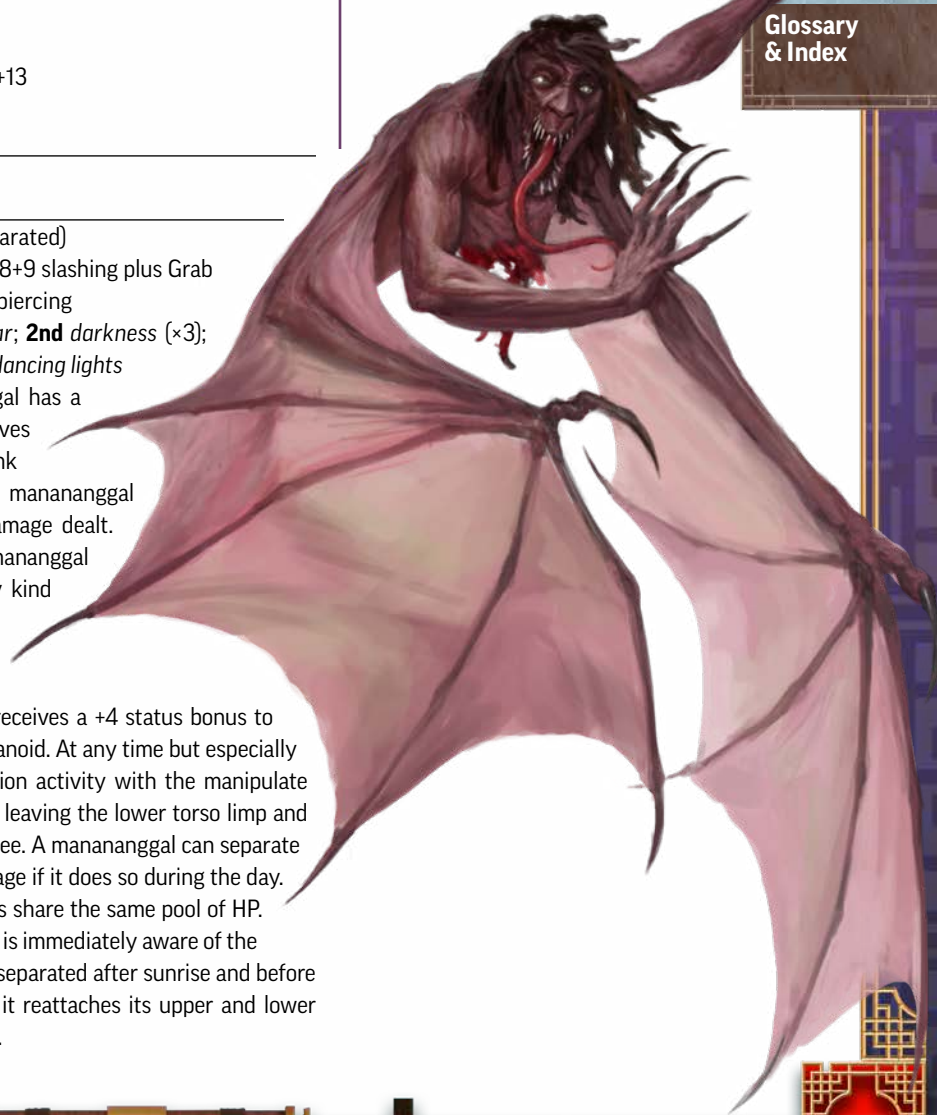 Glossary
& Index
+13
arated)
8+9 slashing plus Grab
piercing
ar; 2nd darkness (×3);
dancing lights
gal has a
ves
nk
manananggal
amage dealt.
nananggal
y kind
receives a +4 status bonus to
anoid. At any time but especially
tion activity with the manipulate
leaving the lower torso limp and
ee. A manananggal can separate
age if it does so during the day.
s share the same pool of HP.
is immediately aware of the
separated after sunrise and before
it reattaches its upper and lower